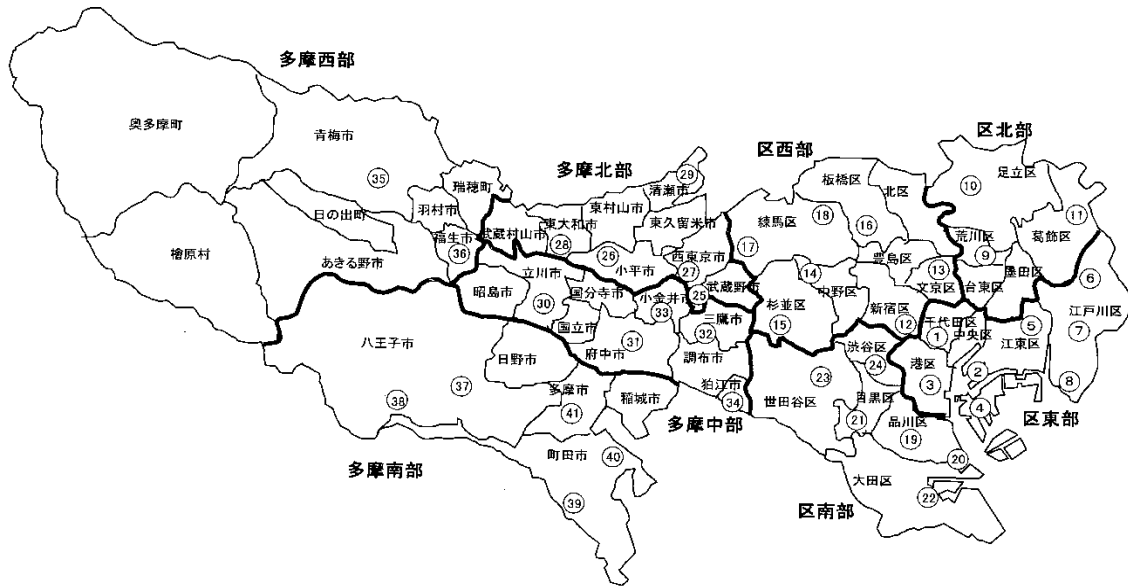 多摩西部
奥多摩町
青梅市
㉟
瑞穂町
羽村市
日の出町
福生市
㊱
檜原村
あきる野市
多摩北部
㉙
清瀬市
東村山市
東大和市
武蔵村山市
㉘
東久留米市
㉖
小平市
西東京市
㉗
武蔵野市
㉕
区西部
板橋区
北区
練馬区
⑱
⑯
⑰
豊島区
⑭
中野区
⑬
文京区
杉並区
⑮
新宿区
⑫
区北部
足立区
⑩
⑪
葛飾区
荒川区
⑨
墨田区
台東区
⑥
江戸川区
⑦
千代田区
①
中央区
⑤
江東区
港区
③
②
④
⑧
区東部
昭島市
立川市
㉚
国分寺市
国立市
小金井市
㉝
三鷹市
㉜
㉛
府中市
調布市
狛江市
㉞
多摩中部
八王子市
日野市
㊳
㊲
多摩市
㊶
稲城市
町田市
㊵
㊴
多摩南部
渋谷区
㉔
㉓
世田谷区
目黒区
㉑
品川区
⑲
⑳
大田区
㉒
区南部